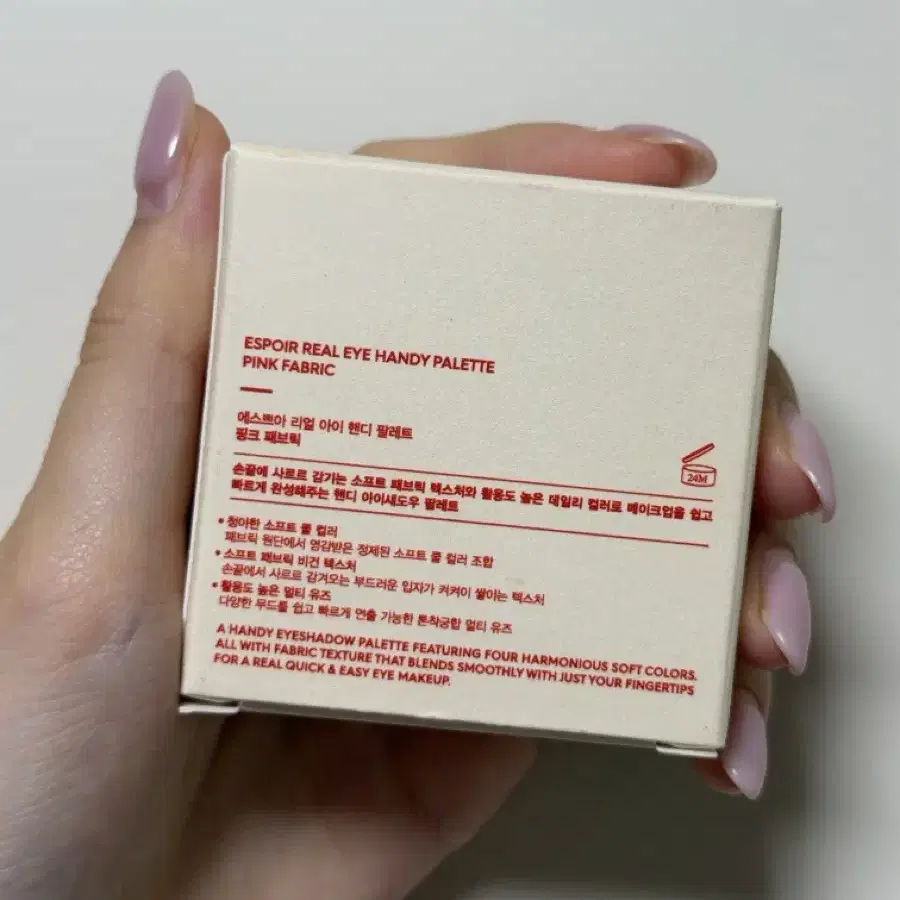 ESPOIR REAL EYE HANDY PALETTE
PINK FABRIC
에스쁘아 리얼 아이 핸디 팔레트
핑크 패브릭
24M
손끝에 사르르 감기는 소프트 패브릭 텍스처와 활용도 높은 데일리 컬러로 메이크업을 쉽고
빠르게 완성해주는 핸디 아이섀도우 팔레트
• 청아한 소프트 쿨 컬러
패브릭 원단에서 영감받은 정제된 소프트 쿨 컬러 조합
• 소프트 패브릭 비건 텍스처
손끝에서 사르르 감겨오는 부드러운 입자가 켜켜이 쌓이는 텍스처
• 활용도 높은 멀티 유즈
다양한 무드를 쉽고 빠르게 연출 가능한 톤착궁합 멀티 유즈
A HANDY EYESHADOW PALETTE FEATURING FOUR HARMONIOUS SOFT COLORS.
ALL WITH FABRIC TEXTURE THAT BLENDS SMOOTHLY WITH JUST YOUR FINGERTIPS
FOR A REAL QUICK & EASY EYE MAKEUP.